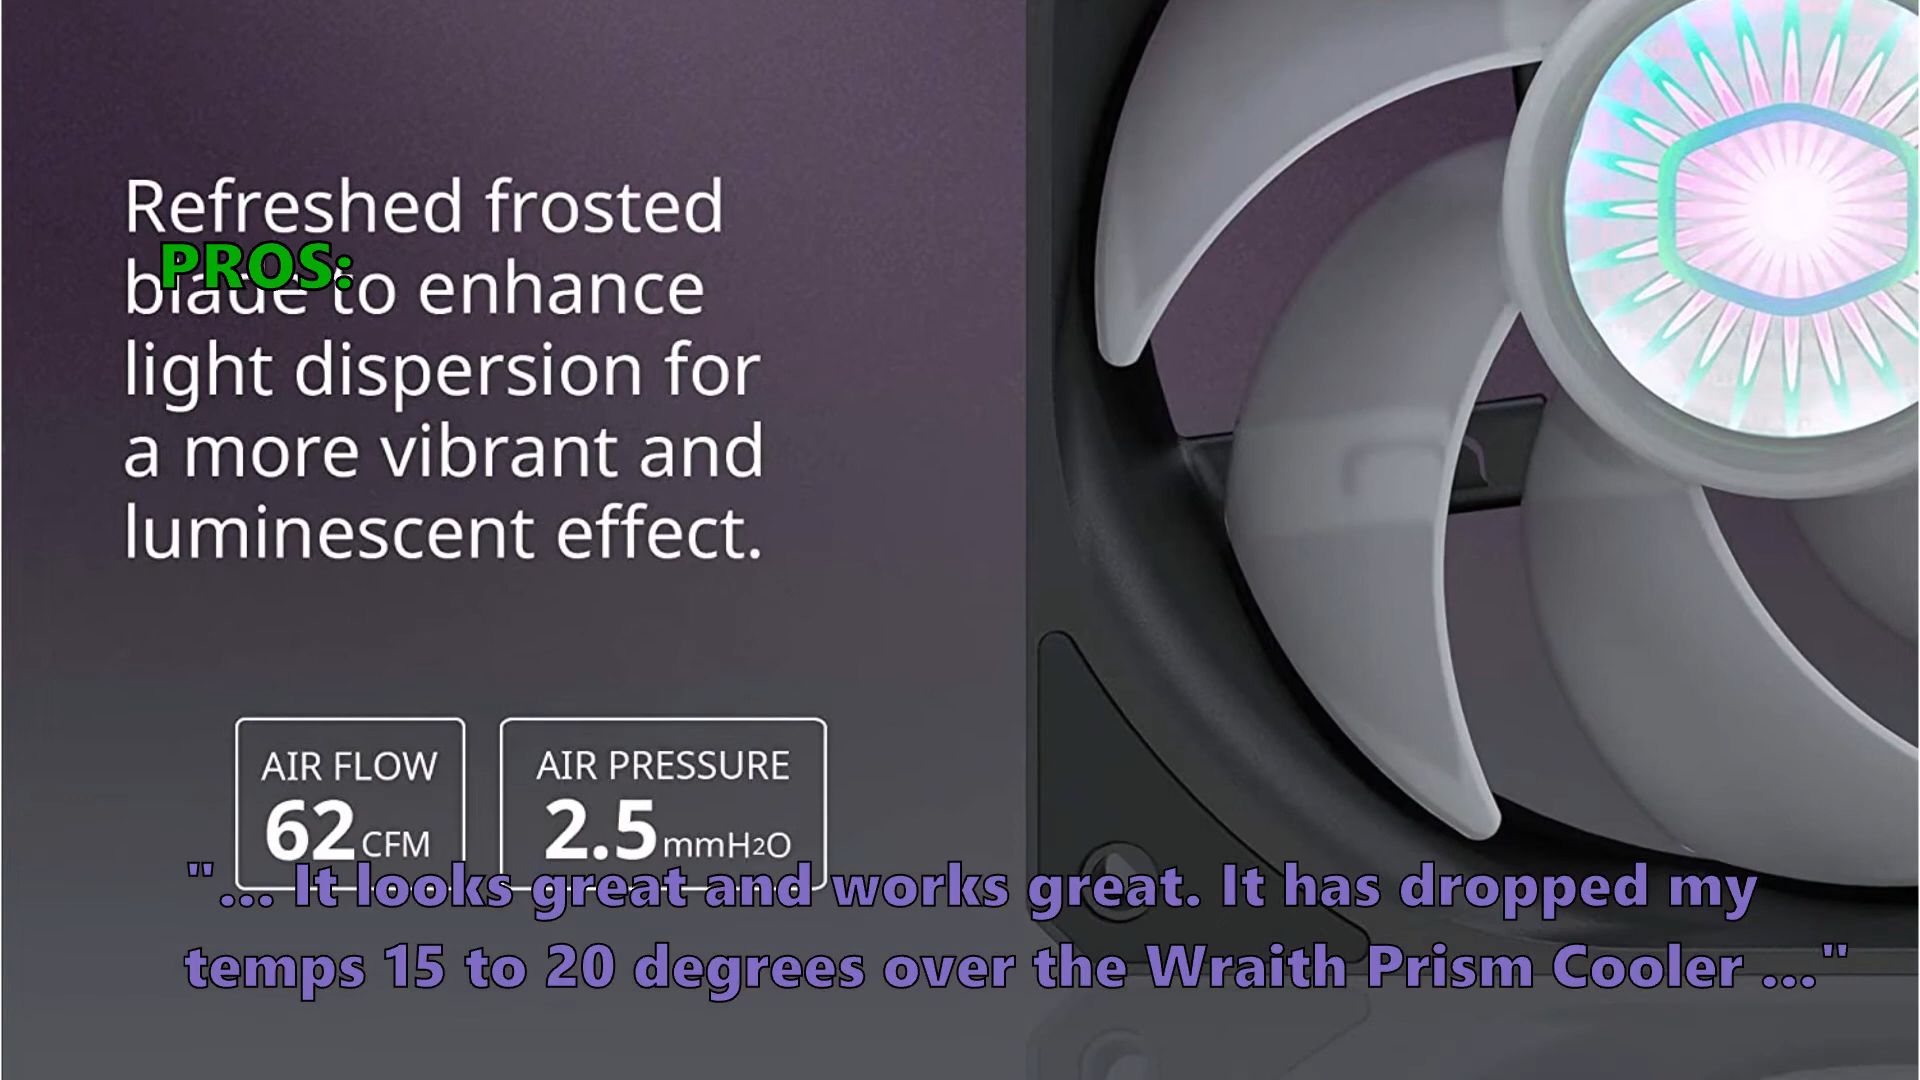 Refreshed frosted
PROS:
blade to enhance
light dispersion for
a more vibrant and
luminescent effect.
AIR FLOW
62 CFM
AIR PRESSURE
2.5 mmH2O
"... It looks great and works great. It has dropped my
temps 15 to 20 degrees over the Wraith Prism Cooler ..."